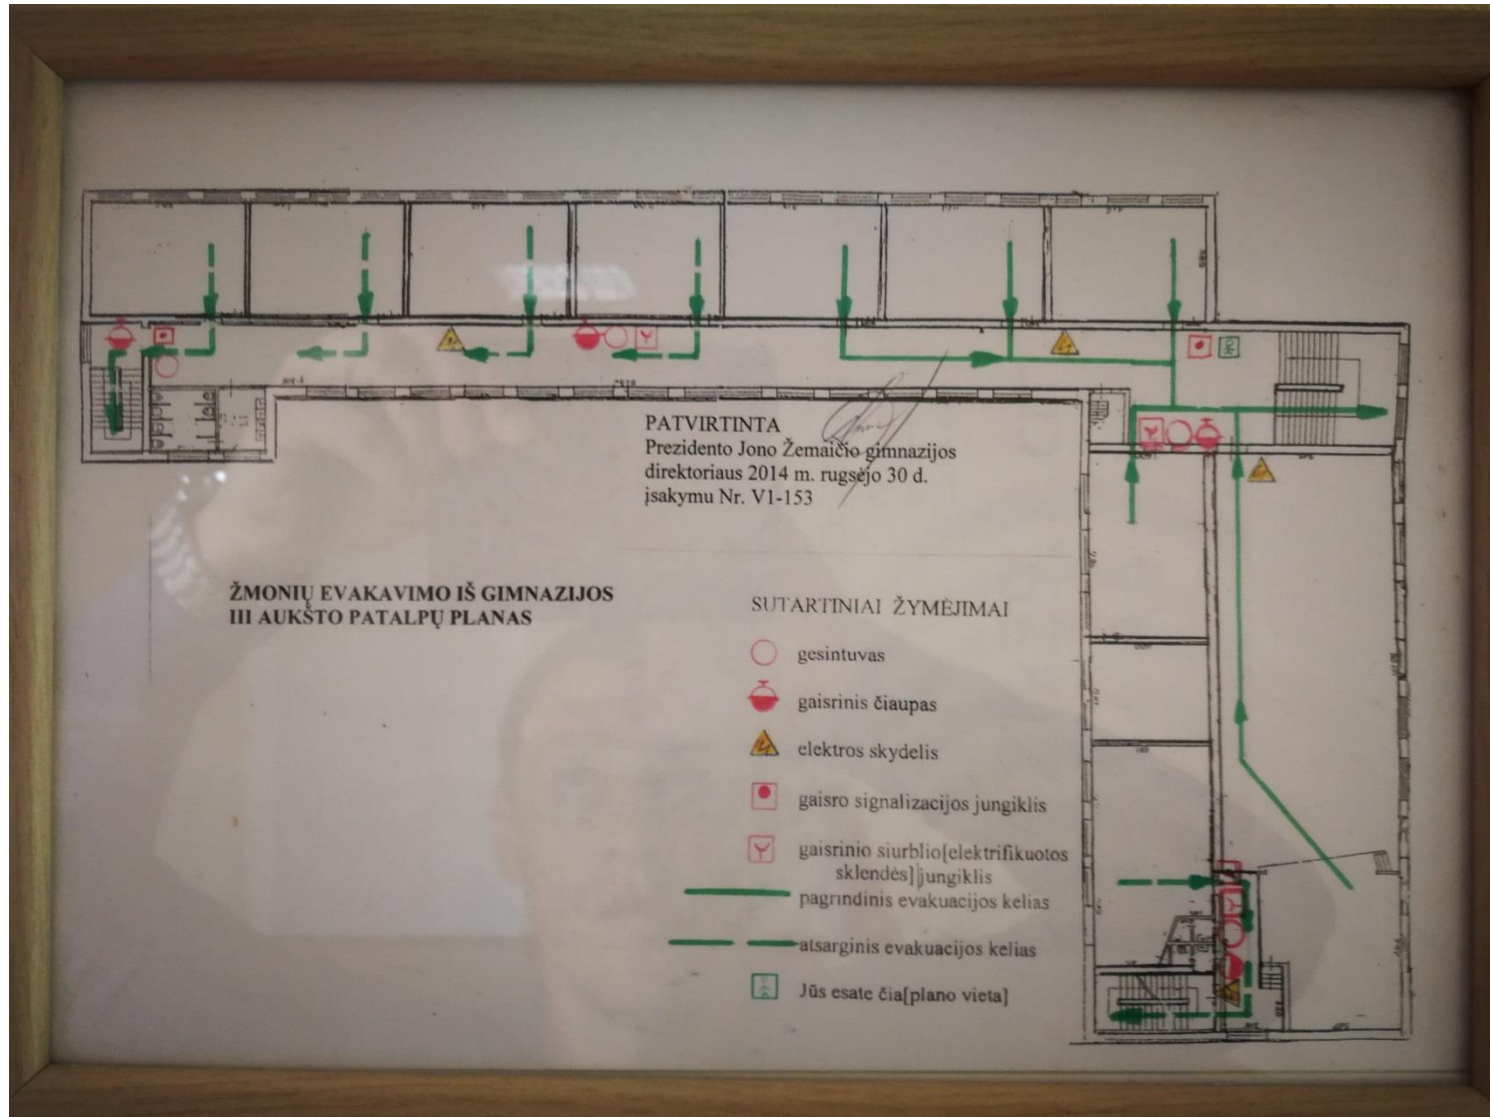 PATVIRTINTA
Prezidento Jono Žemaičio gimnazijos
direktoriaus 2014 m. rugsėjo 30 d.
įsakymu Nr. V1-153
ŽMONIŲ EVAKAVIMO IŠ GIMNAZIJOS
III AUKŠTO PATALPŲ PLANAS
SUTARTINIAI ŽYMĖJIMAI
gesintuvas
gaisrinis čiaupas
elektros skydelis
gaisro signalizacijos jungiklis
gaisrinio siurblio[elektrifikuotos
sklendės] jungiklis
pagrindinis evakuacijos kelias
atsarginis evakuacijos kelias
Jūs esate čia[plano vieta]